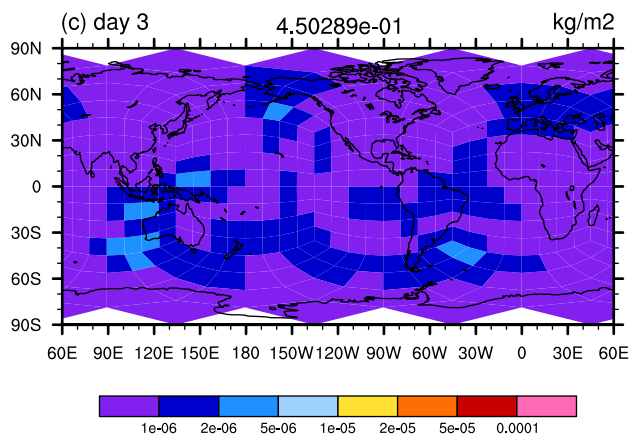 (c) day 3 4.50289e-01 kg/m2
90N
60N
30N
0
30S
60S
90S
60E 90E 120E 150E 180 150W 120W 90W 60W 30W 0 30E 60E
1e-06 2e-06 5e-06 1e-05 2e-05 5e-05 0.0001